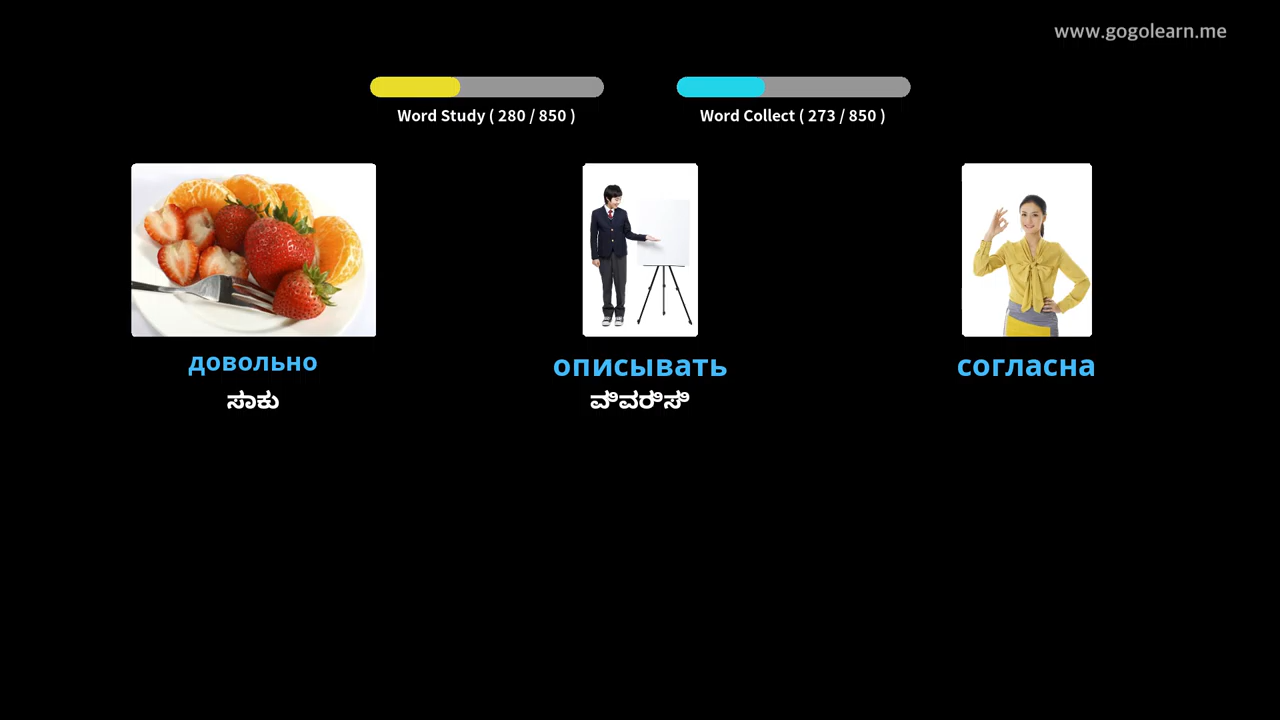 www.gogolearn.me
Word Study ( 280 / 850 )
Word Collect ( 273 / 850 )
довольно
описывать
согласна
ಸಾಕು
ವಿವರಿಸಿ